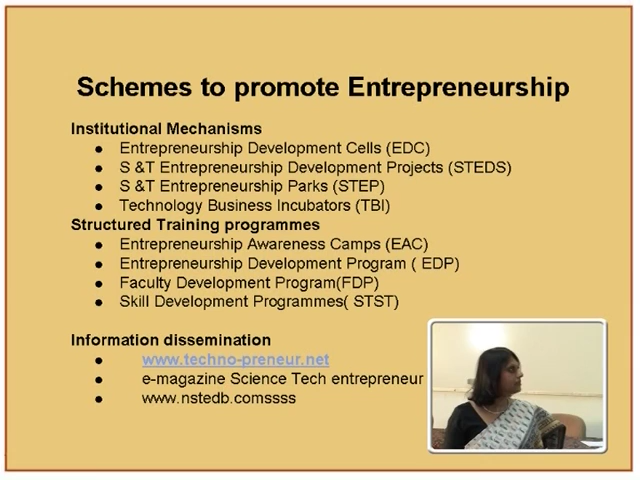 Schemes to promote Entrepreneurship
Institutional Mechanisms
● Entrepreneurship Development Cells (EDC)
● S &T Entrepreneurship Development Projects (STEDS)
● S &T Entrepreneurship Parks (STEP)
● Technology Business Incubators (TBI)
Structured Training programmes
● Entrepreneurship Awareness Camps (EAC)
● Entrepreneurship Development Program ( EDP)
● Faculty Development Program(FDP)
● Skill Development Programmes( STST)
Information dissemination
● www.techno-preneur.net
● e-magazine Science Tech entrepreneur
● www.nstedb.comssss